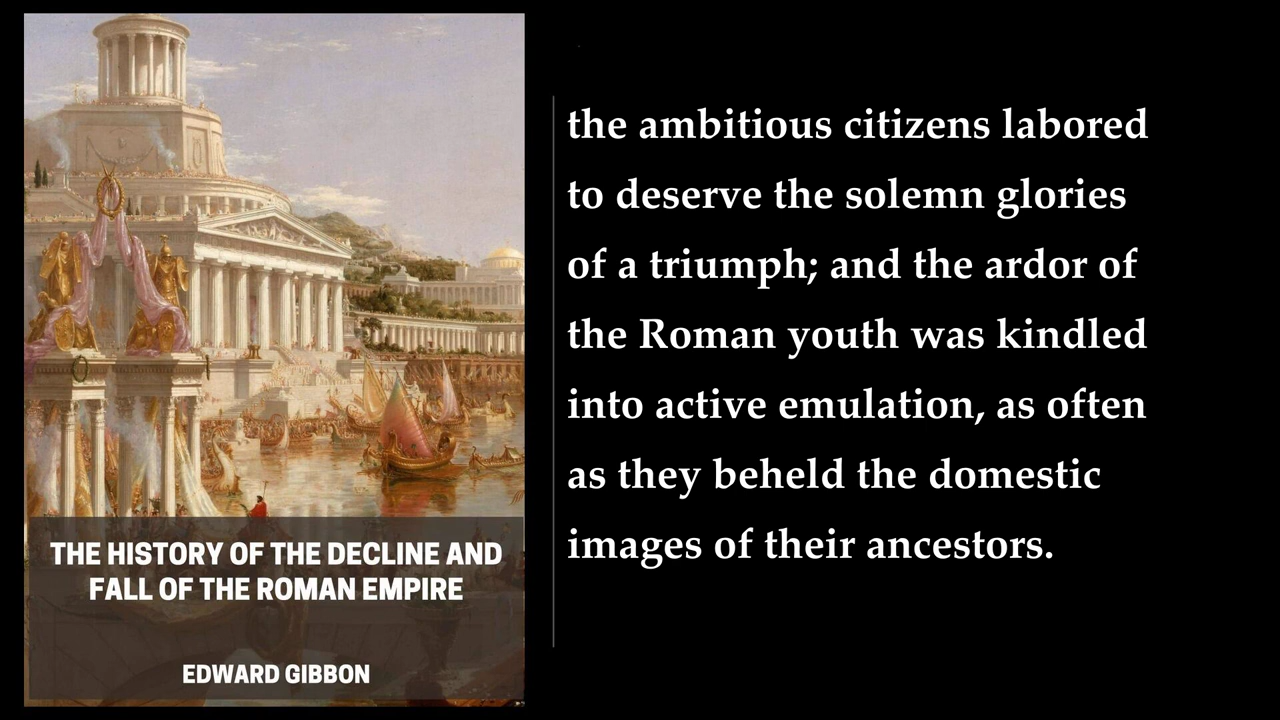 the ambitious citizens labored
to deserve the solemn glories
of a triumph; and the ardor of
the Roman youth was kindled
into active emulation, as often
as they beheld the domestic
images of their ancestors.
THE HISTORY OF THE DECLINE AND
FALL OF THE ROMAN EMPIRE
EDWARD GIBBON